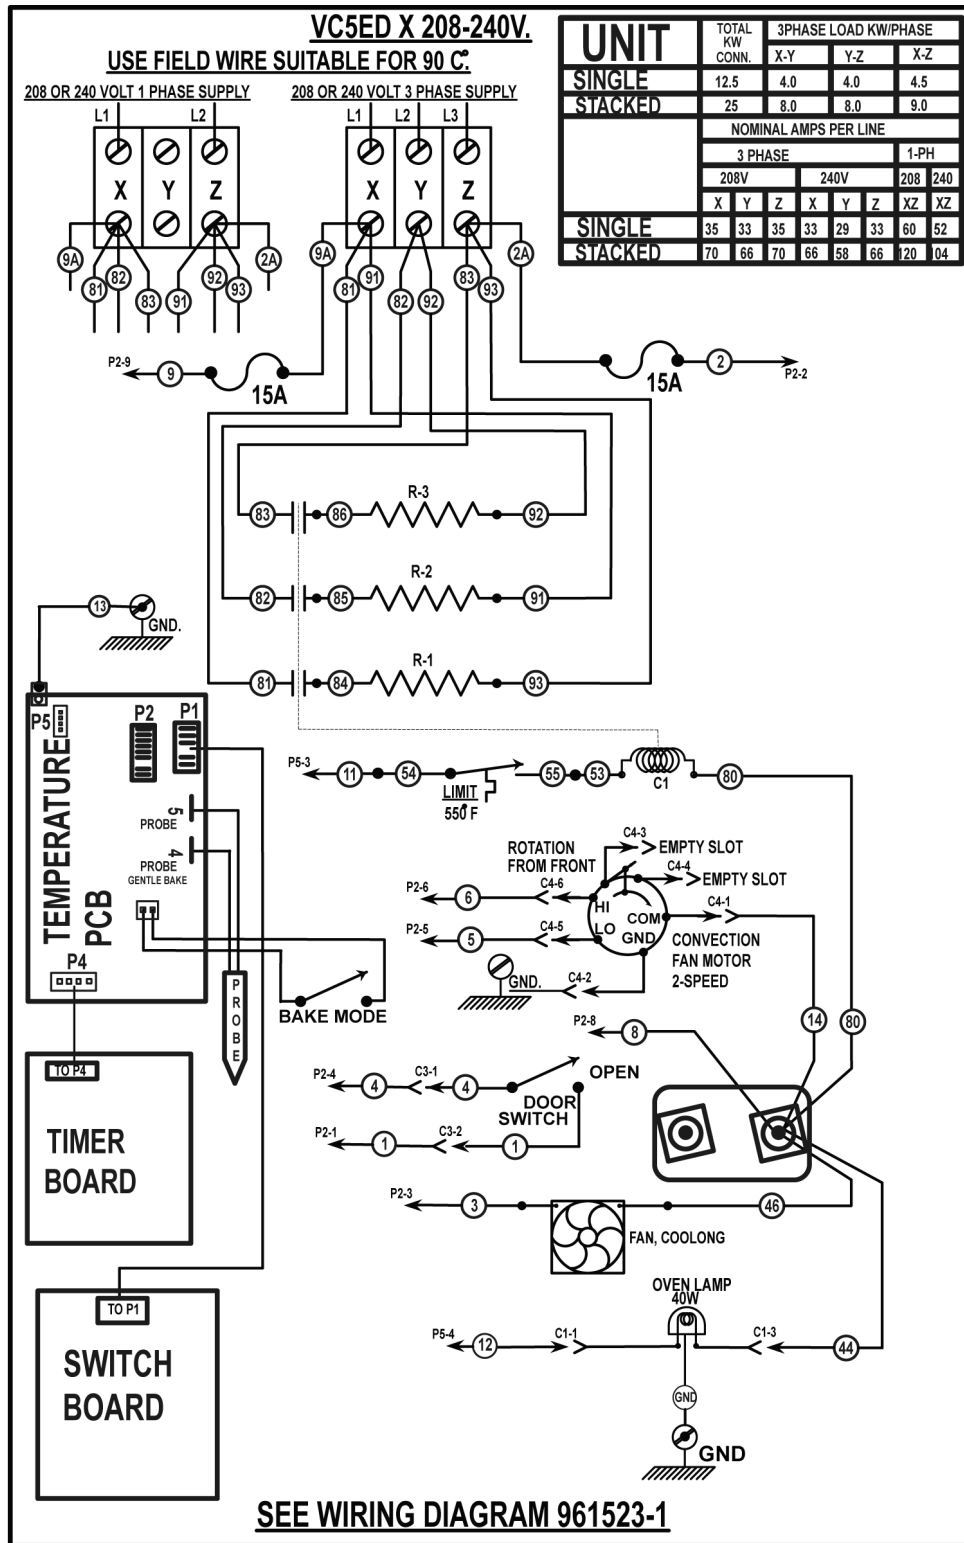 VC5ED X 208-240V.
USE FIELD WIRE SUITABLE FOR 90 C°.
208 OR 240 VOLT 1 PHASE SUPPLY
208 OR 240 VOLT 3 PHASE SUPPLY
L1 L2
L1 L2 L3
X Y Z
X Y Z
9A 81 82 83 91 92 93 2A
9A 81 91 82 92 83 93 2A
UNIT
TOTAL KW CONN.
3PHASE LOAD KW/PHASE
X-Y Y-Z X-Z
SINGLE 12.5 4.0 4.0 4.5
STACKED 25 8.0 8.0 9.0
NOMINAL AMPS PER LINE
3 PHASE 1-PH
208V 240V 208 240
X Y Z X Y Z XZ XZ
SINGLE 35 33 35 33 29 33 60 52
STACKED 70 66 70 66 58 66 120 104
P2-9 9 15A
15A 2 P2-2
R-3
83 86 92
R-2
82 85 91
R-1
81 84 93
13
GND.
P5 P2 P1
TEMPERATURE
PCB
5
PROBE
4
PROBE
GENTLE BAKE
P4
PROBE
BAKE MODE
P5-3 11 54 55 53 80
LIMIT
550°F
C1
ROTATION
FROM FRONT
C4-3 EMPTY SLOT
C4-4
EMPTY SLOT
P2-6 6 C4-6
HI
C4-1
COM
P2-5 5 C4-5
LO
GND
CONVECTION
FAN MOTOR
2-SPEED
GND. C4-2
14 80
P2-8 8
P2-4 4 C3-1 4
OPEN
DOOR
SWITCH
P2-1 1 C3-2 1
P2-3 3 46
FAN, COOLONG
OVEN LAMP
40W
P5-4 12 C1-1 C1-3 44
GND
GND
TO P4
TIMER
BOARD
TO P1
SWITCH
BOARD
SEE WIRING DIAGRAM 961523-1